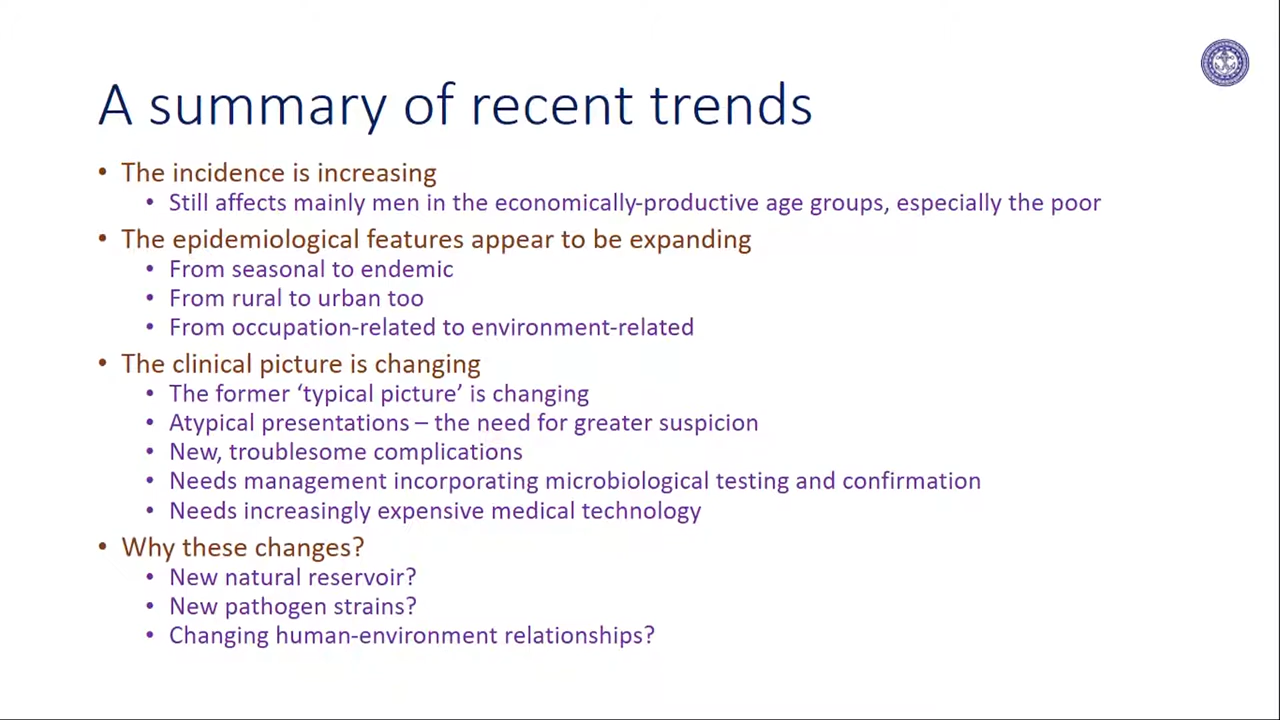 A summary of recent trends
• The incidence is increasing
• Still affects mainly men in the economically-productive age groups, especially the poor
• The epidemiological features appear to be expanding
• From seasonal to endemic
• From rural to urban too
• From occupation-related to environment-related
• The clinical picture is changing
• The former ‘typical picture’ is changing
• Atypical presentations – the need for greater suspicion
• New, troublesome complications
• Needs management incorporating microbiological testing and confirmation
• Needs increasingly expensive medical technology
• Why these changes?
• New natural reservoir?
• New pathogen strains?
• Changing human-environment relationships?